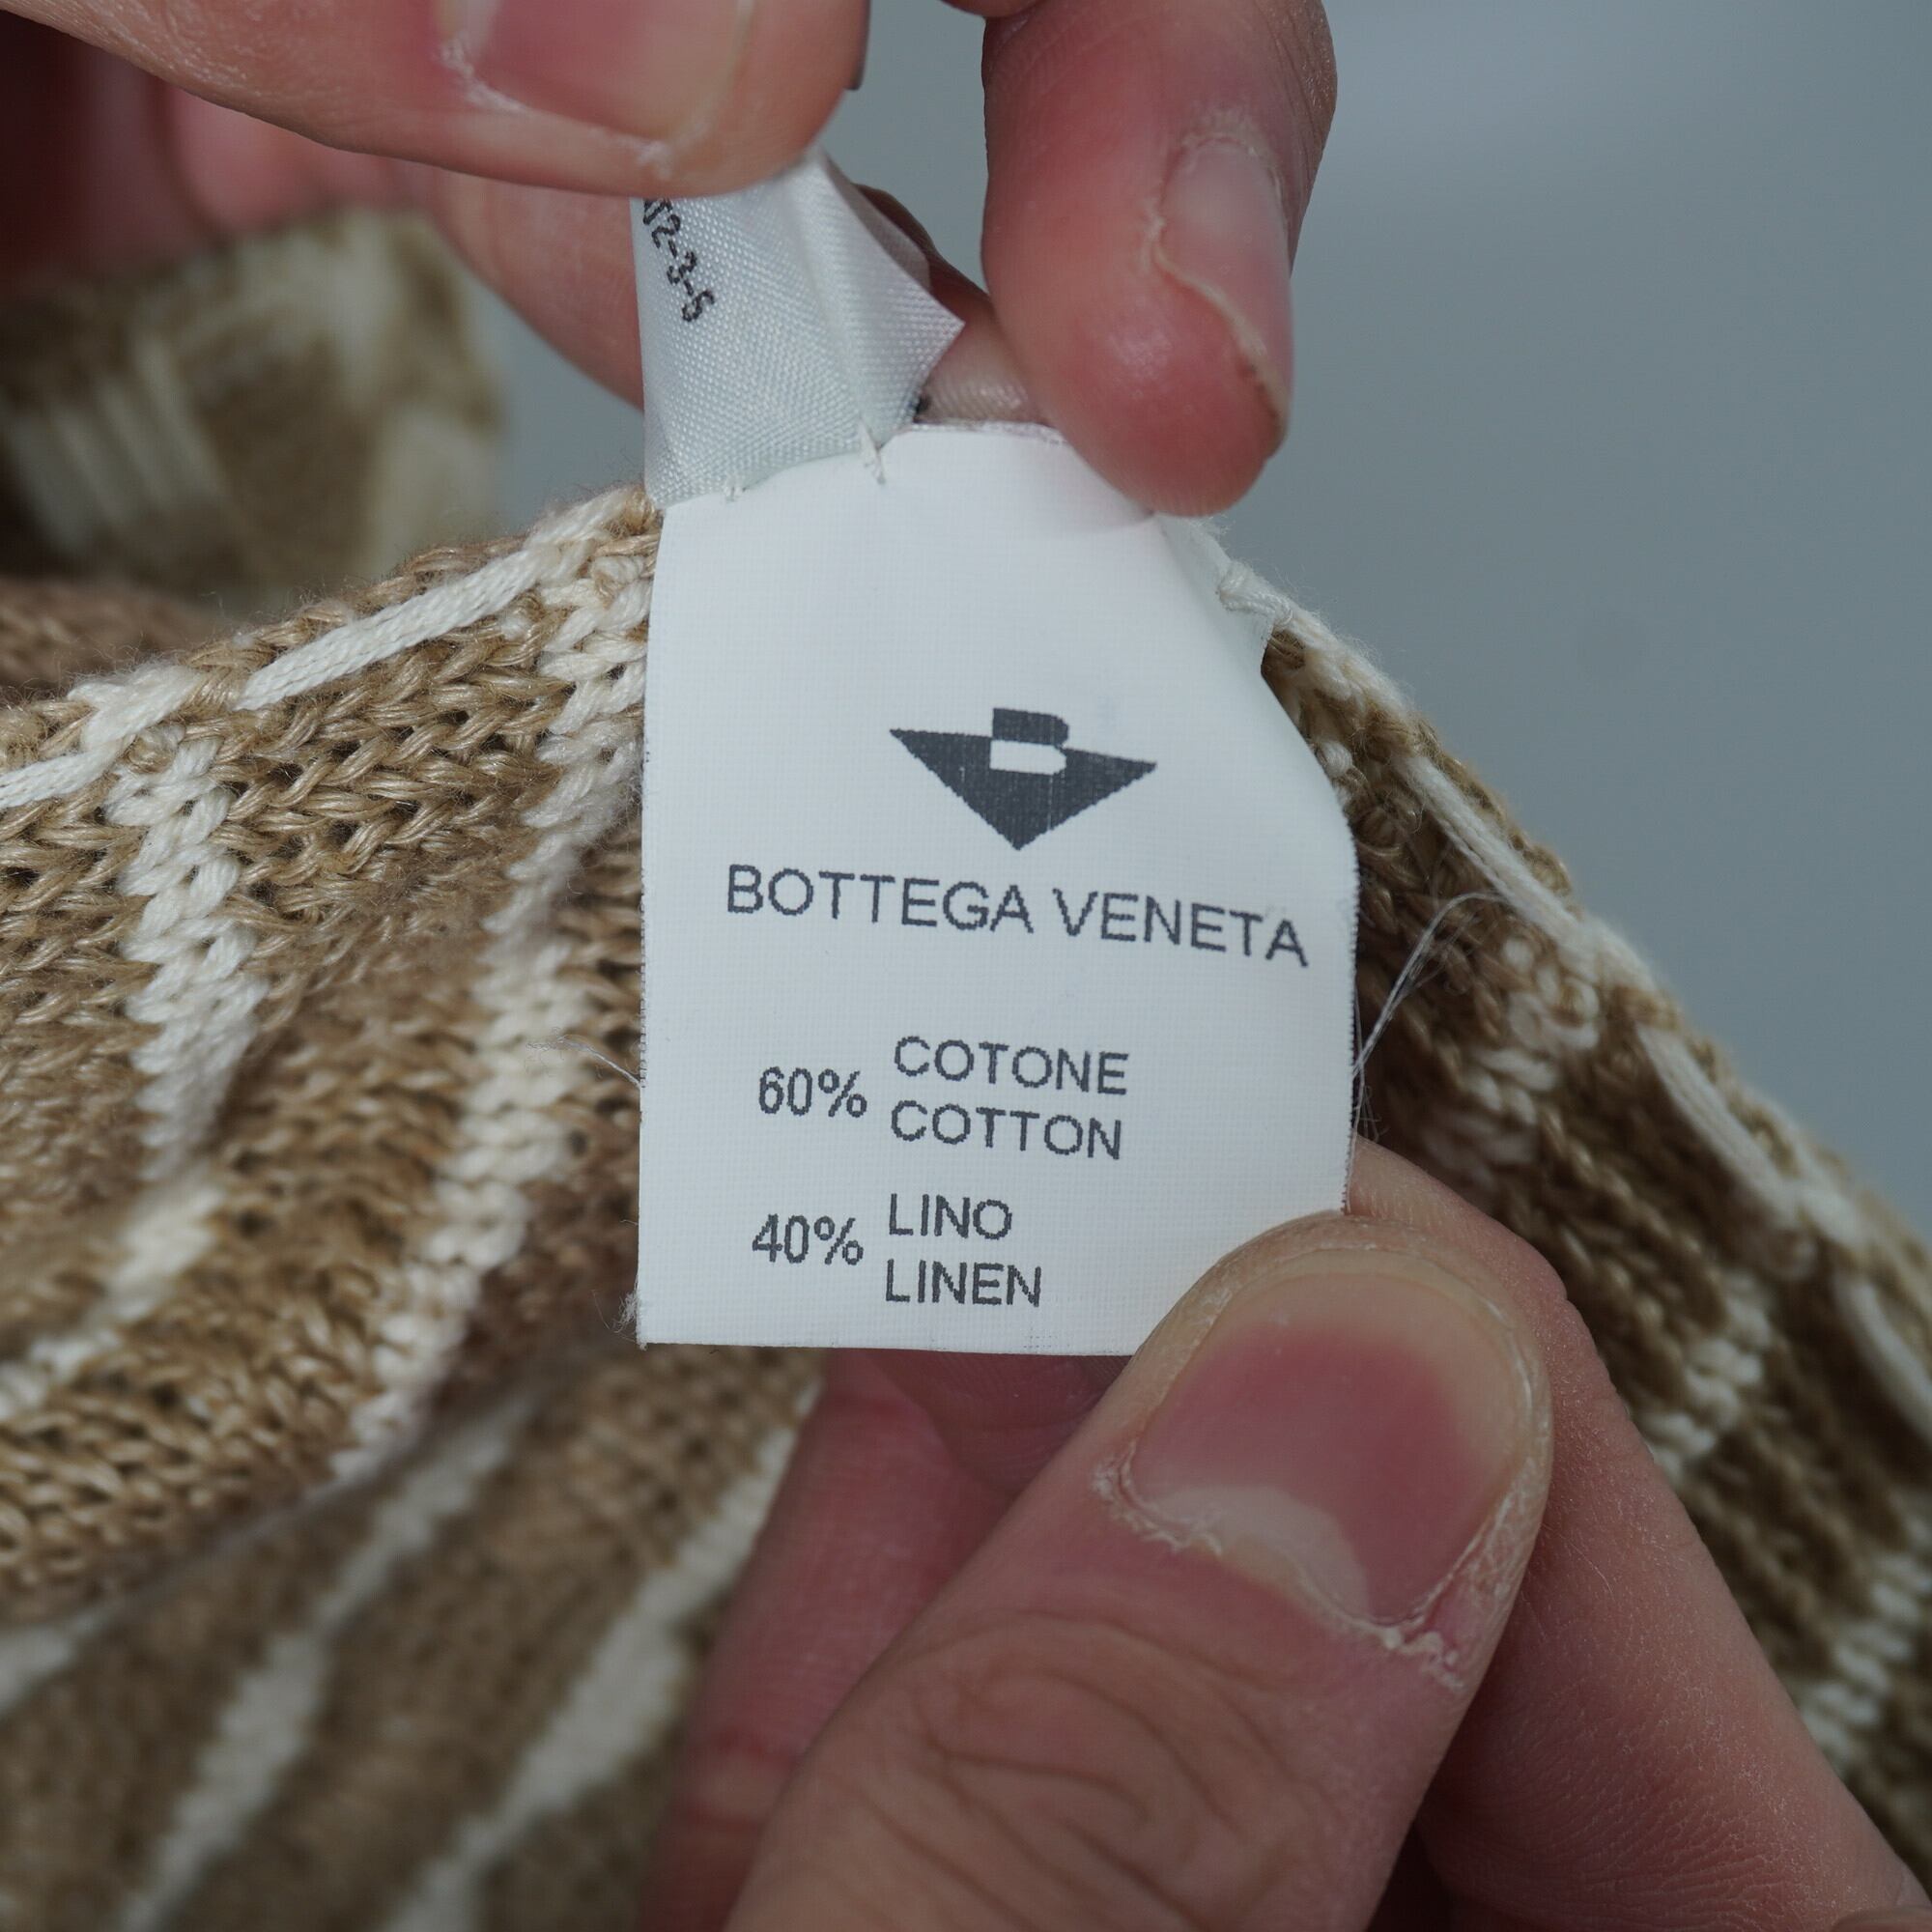 B
BOTTEGA VENETA
60% COTONE
COTTON
40% LINO
LINEN